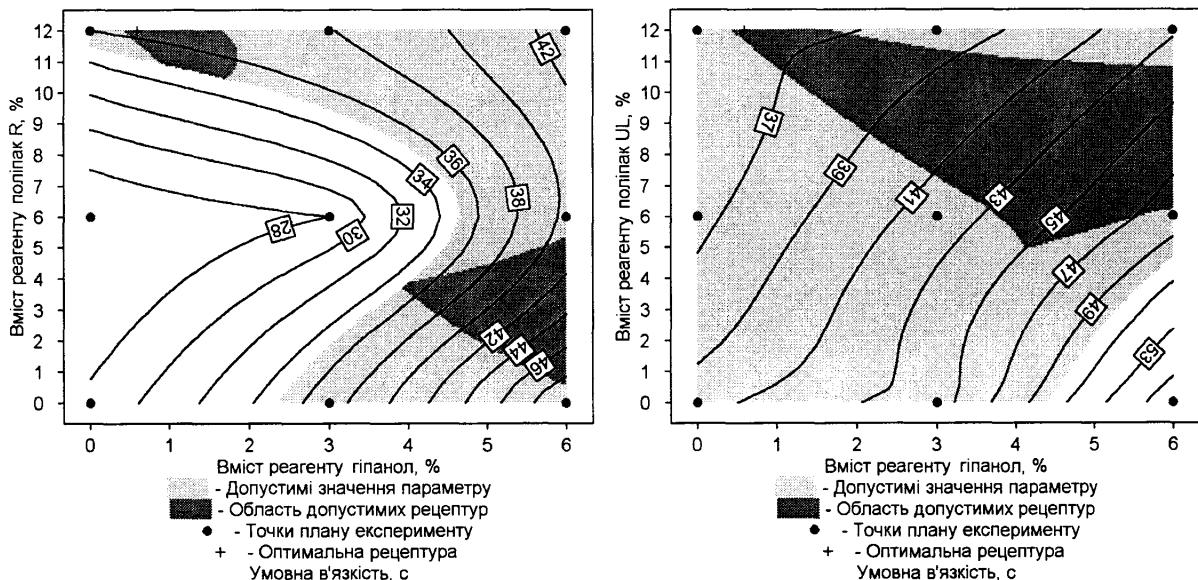 Вміст реагенту поліпак R, %
12
11
10
9
8
7
6
5
4
3
2
1
0
42
36
38
34
32
30
28
42
44
46
0 1 2 3 4 5 6
Вміст реагенту гіпанол, %
- Допустимі значення параметру
- Область допустимих рецептур
- Точки плану експерименту
+ - Оптимальна рецептура
Умовна в'язкість, с
Вміст реагенту поліпак UL, %
12
11
10
9
8
7
6
5
4
3
2
1
0
37
39
41
43
45
47
49
53
0 1 2 3 4 5 6
Вміст реагенту гіпанол, %
- Допустимі значення параметру
- Область допустимих рецептур
- Точки плану експерименту
+ - Оптимальна рецептура
Умовна в'язкість, с